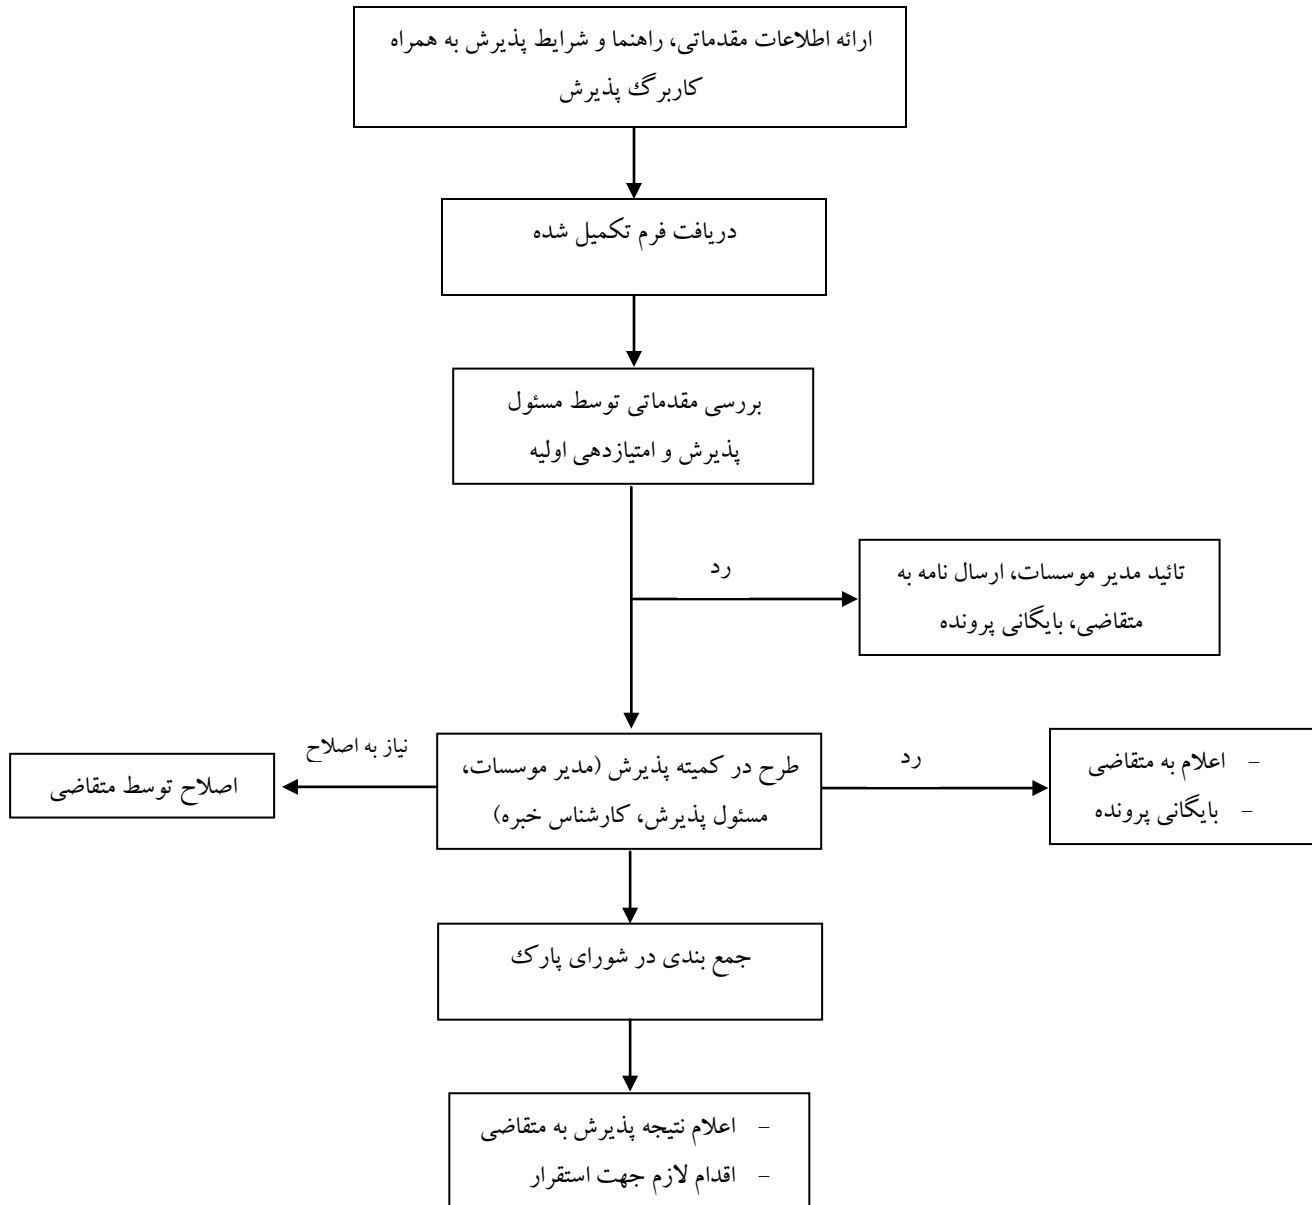 ارائه اطلاعات مقدماتی، راهنما و شرایط پذیرش به همراه
کاربرگ پذیرش
دریافت فرم تکمیل شده
بررسی مقدماتی توسط مسئول
پذیرش و امتیازدهی اولیه
رد
تائید مدیر موسسات، ارسال نامه به
متقاضی، بایگانی پرونده
طرح در کمیته پذیرش (مدیر موسسات،
مسئول پذیرش، کارشناس خبره)
رد
- اعلام به متقاضی
- بایگانی پرونده
نیاز به اصلاح
اصلاح توسط متقاضی
جمع بندی در شورای پارک
- اعلام نتیجه پذیرش به متقاضی
- اقدام لازم جهت استقرار